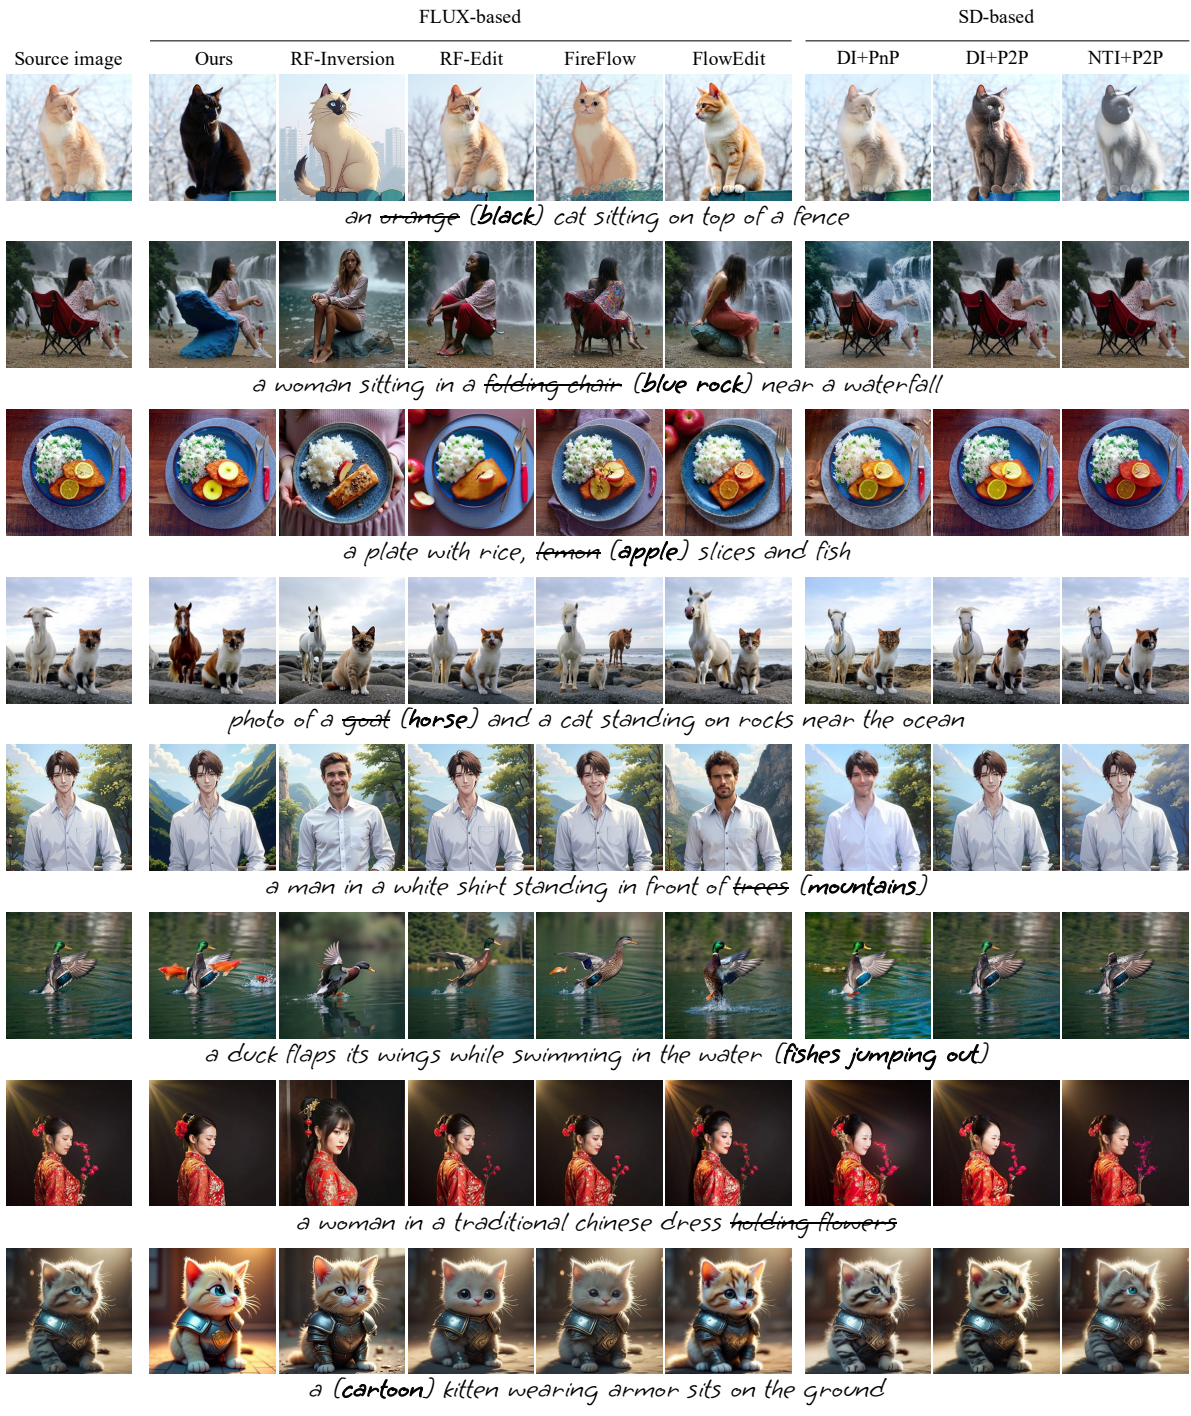 FLUX-based SD-based
Source image Ours RF-Inversion RF-Edit FireFlow FlowEdit DI+PnP DI+P2P NTI+P2P
an orange (black) cat sitting on top of a fence
a woman sitting in a folding chair (blue rock) near a waterfall
a plate with rice, lemon (apple) slices and fish
photo of a goat (horse) and a cat standing on rocks near the ocean
a man in a white shirt standing in front of trees (mountains)
a duck flaps its wings while swimming in the water (fishes jumping out)
a woman in a traditional chinese dress holding flowers
a (cartoon) kitten wearing armor sits on the ground